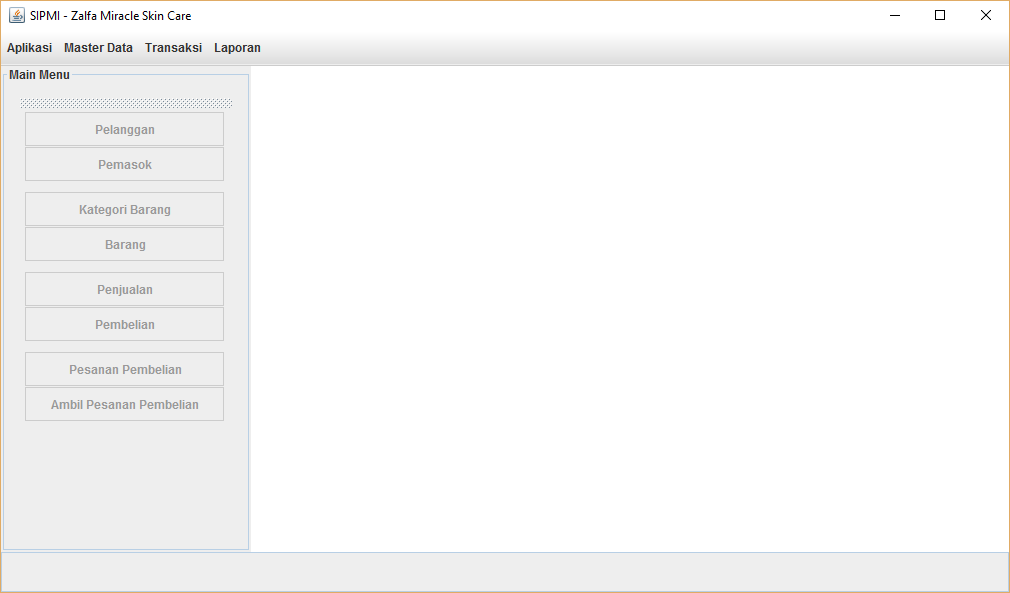 SIPMI - Zalfa Miracle Skin Care
Aplikasi Master Data Transaksi Laporan
Main Menu
Pelanggan
Pemasok
Kategori Barang
Barang
Penjualan
Pembelian
Pesanan Pembelian
Ambil Pesanan Pembelian